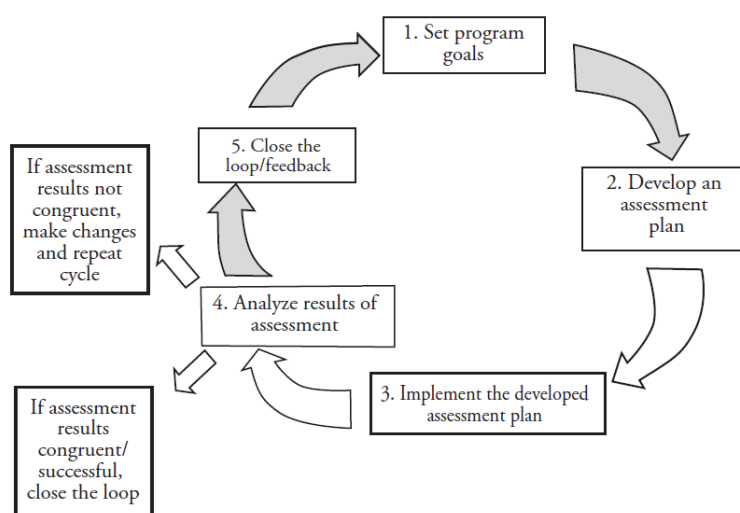 1. Set program
goals
2. Develop an
assessment
plan
3. Implement the developed
assessment plan
4. Analyze results of
assessment
5. Close the
loop/feedback
If assessment
results not
congruent,
make changes
and repeat
cycle
If assessment
results
congruent/
successful,
close the loop